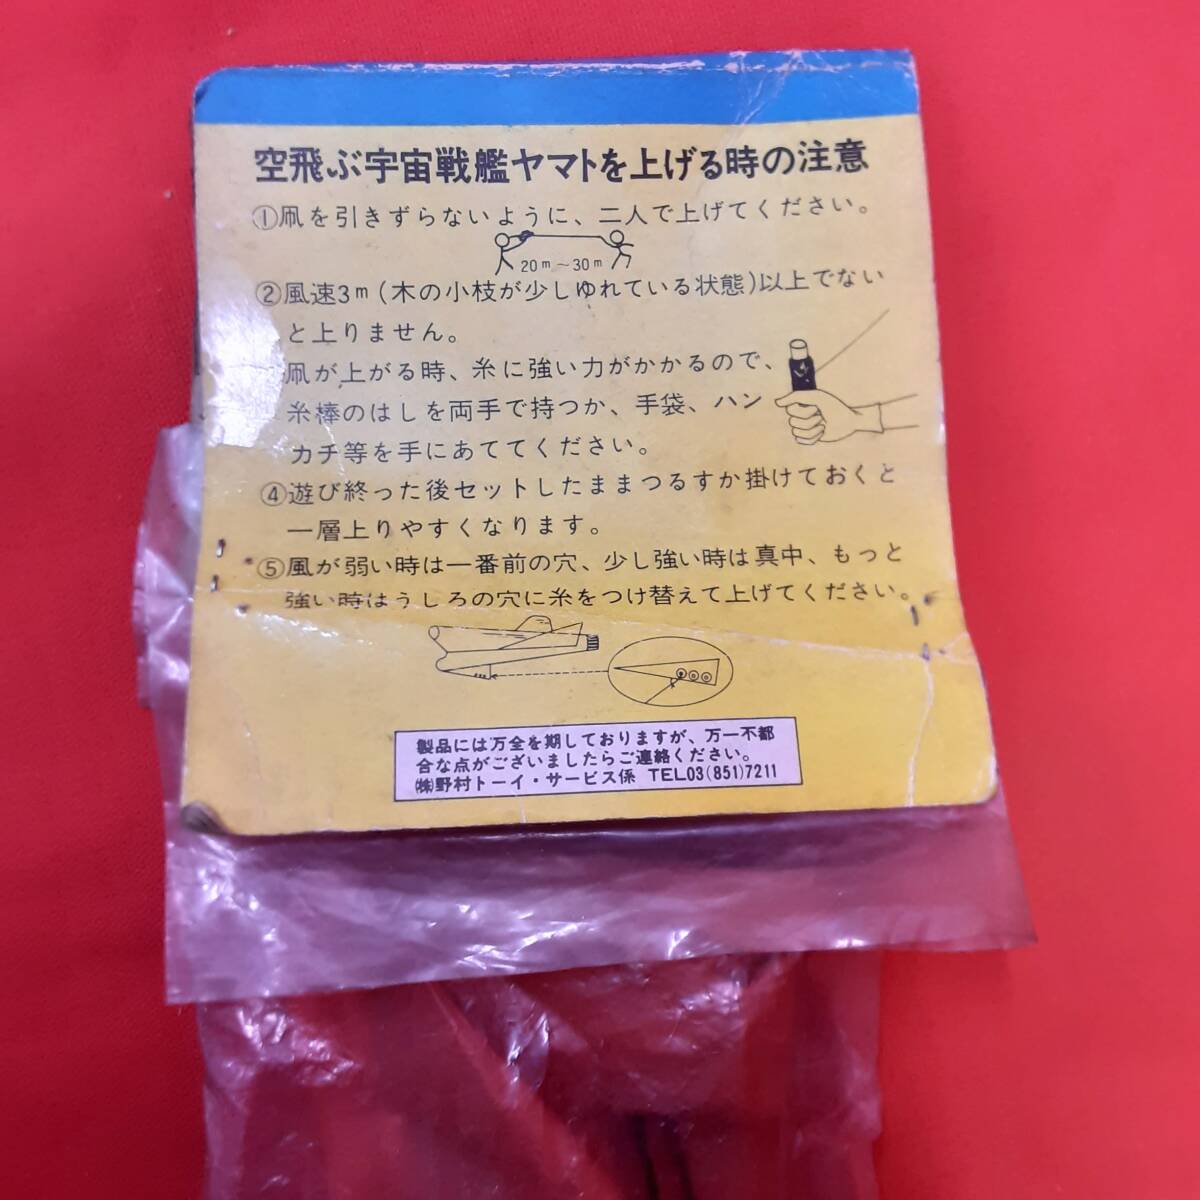 空飛ぶ宇宙戦艦ヤマトを上げる時の注意
①凧を引きずらないように、二人で上げてください。
20m～30m
②風速3m(木の小枝が少しゆれている状態)以上でない
と上りません。
凧が上がる時、糸に強い力がかかるので、
糸棒のはしを両手で持つか、手袋、ハン
カチ等を手にあててください。
④遊び終った後セットしたままつるすか掛けておくと
一層上りやすくなります。
⑤風が弱い時は一番前の穴、少し強い時は真中、もっと
強い時はうしろの穴に糸をつけ替えて上げてください。
製品には万全を期しておりますが、万一不都
合な点がございましたらご連絡ください。
㈱野村トーイ・サービス係 TEL03(851)7211